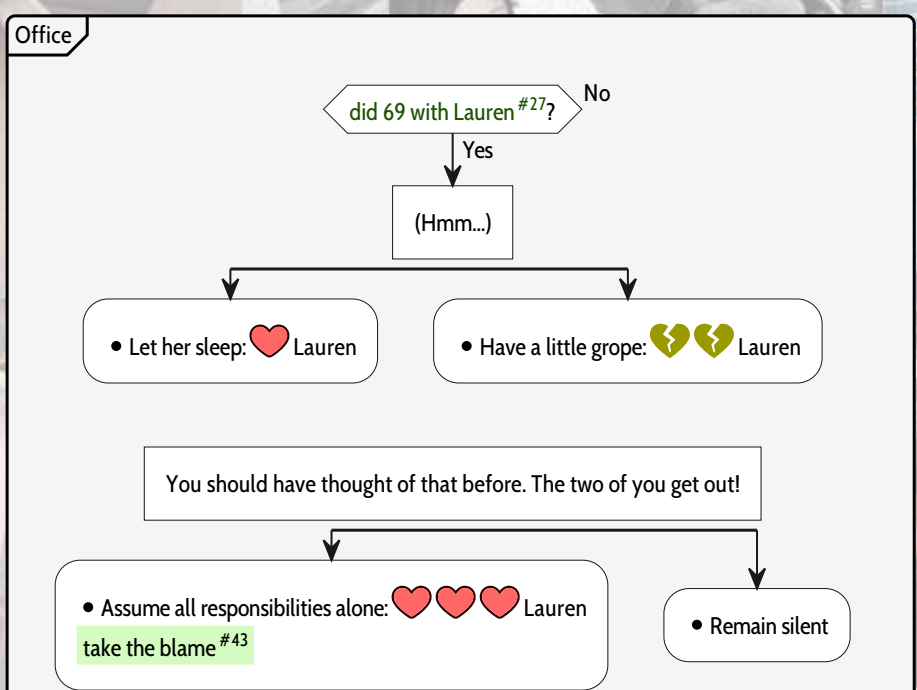 Office
did 69 with Lauren #27?
No
Yes
(Hmm...)
• Let her sleep: Lauren
• Have a little grope: Lauren
You should have thought of that before. The two of you get out!
• Assume all responsibilities alone: Lauren
take the blame #43
• Remain silent